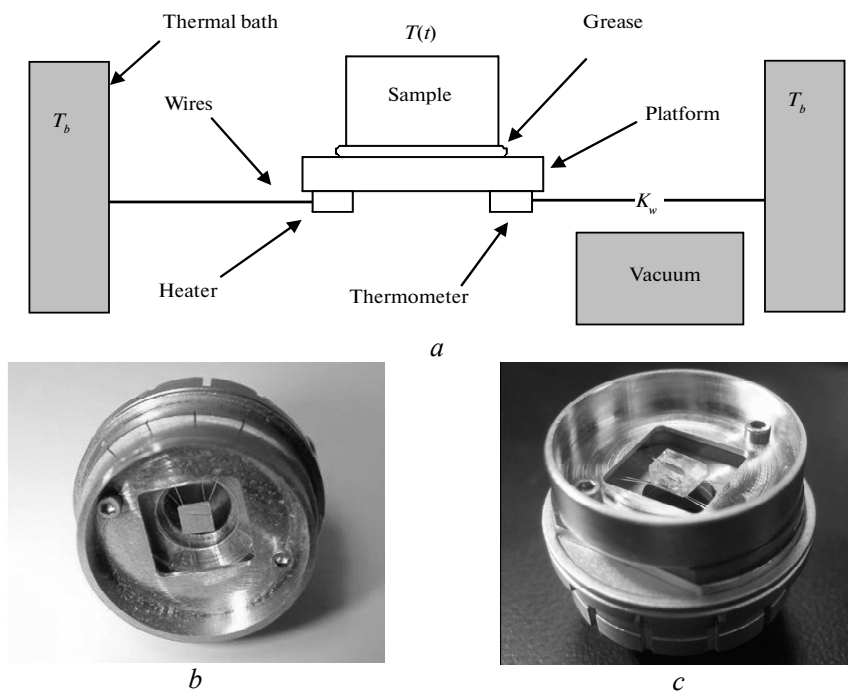 Thermal bath
T(t)
Grease
Sample
T_b
T_b
Wires
Platform
K_w
Heater
Thermometer
Vacuum
a
b
c